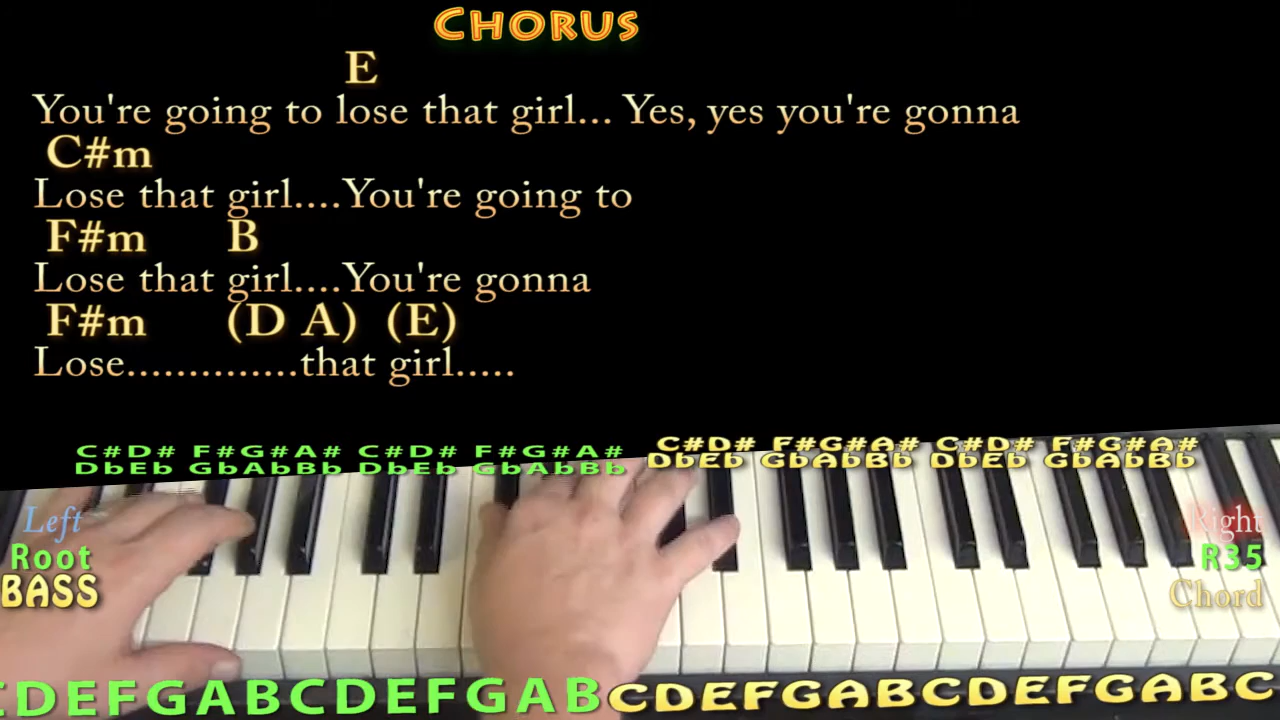 CHORUS
E
You're going to lose that girl... Yes, yes you're gonna
C#m
Lose that girl....You're going to
F#m B
Lose that girl....You're gonna
F#m (D A) (E)
Lose..............that girl.....
C#D# F#G#A# C#D# F#G#A# C#D# F#G#A# C#D# F#G#A#
DbEb GbAbBb DbEb GbAbBb DbEb GbAbBb DbEb GbAbBb
Left
Root
BASS
Right
R35
Chord
CDEFGABCDEFGABCDEFGABCDEFGABC